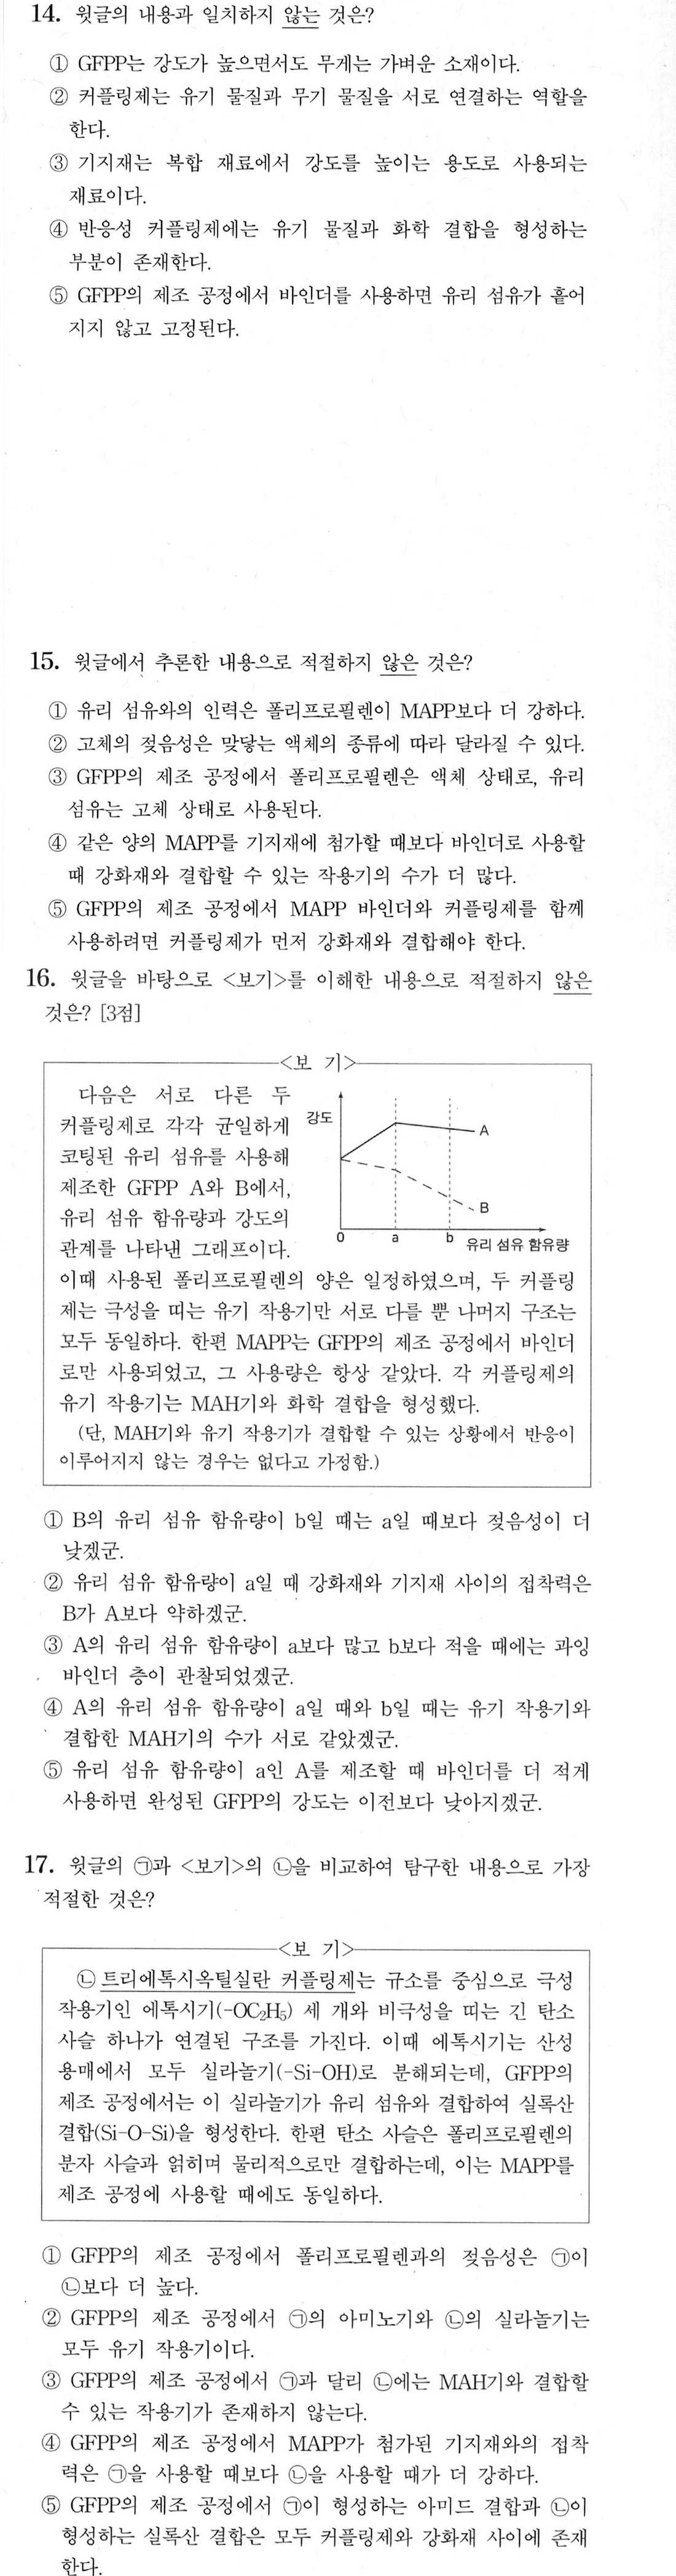 14. 윗글의 내용과 일치하지 않는 것은?
① GFPP는 강도가 높으면서도 무게는 가벼운 소재이다.
② 커플링제는 유기 물질과 무기 물질을 서로 연결하는 역할을
한다.
③ 기지재는 복합 재료에서 강도를 높이는 용도로 사용되는
재료이다.
④ 반응성 커플링제에는 유기 물질과 화학 결합을 형성하는
부분이 존재한다.
⑤ GFPP의 제조 공정에서 바인더를 사용하면 유리 섬유가 흩어
지지 않고 고정된다.
15. 윗글에서 추론한 내용으로 적절하지 않은 것은?
① 유리 섬유와의 인력은 폴리프로필렌이 MAPP보다 더 강하다.
② 고체의 젖음성은 맞닿는 액체의 종류에 따라 달라질 수 있다.
③ GFPP의 제조 공정에서 폴리프로필렌은 액체 상태로, 유리
섬유는 고체 상태로 사용된다.
④ 같은 양의 MAPP를 기지재에 첨가할 때보다 바인더로 사용할
때 강화재와 결합할 수 있는 작용기의 수가 더 많다.
⑤ GFPP의 제조 공정에서 MAPP 바인더와 커플링제를 함께
사용하려면 커플링제가 먼저 강화재와 결합해야 한다.
16. 윗글을 바탕으로 <보기>를 이해한 내용으로 적절하지 않은
것은? [3점]
<보 기>
다음은 서로 다른 두
커플링제로 각각 균일하게
코팅된 유리 섬유를 사용해
제조한 GFPP A와 B에서,
유리 섬유 함유량과 강도의
관계를 나타낸 그래프이다.
강도
A
B
0 a b 유리 섬유 함유량
이때 사용된 폴리프로필렌의 양은 일정하였으며, 두 커플링
제는 극성을 띠는 유기 작용기만 서로 다를 뿐 나머지 구조는
모두 동일하다. 한편 MAPP는 GFPP의 제조 공정에서 바인더
로만 사용되었고, 그 사용량은 항상 같았다. 각 커플링제의
유기 작용기는 MAH기와 화학 결합을 형성했다.
(단, MAH기와 유기 작용기가 결합할 수 있는 상황에서 반응이
이루어지지 않는 경우는 없다고 가정함.)
① B의 유리 섬유 함유량이 b일 때는 a일 때보다 젖음성이 더
낮겠군.
② 유리 섬유 함유량이 a일 때 강화재와 기지재 사이의 접착력은
B가 A보다 약하겠군.
③ A의 유리 섬유 함유량이 a보다 많고 b보다 적을 때에는 과잉
바인더 층이 관찰되었겠군.
④ A의 유리 섬유 함유량이 a일 때와 b일 때는 유기 작용기와
결합한 MAH기의 수가 서로 같았겠군.
⑤ 유리 섬유 함유량이 a인 A를 제조할 때 바인더를 더 적게
사용하면 완성된 GFPP의 강도는 이전보다 낮아지겠군.
17. 윗글의 ㉠과 <보기>의 ㉡을 비교하여 탐구한 내용으로 가장
적절한 것은?
<보 기>
㉡ 트리에톡시옥틸실란 커플링제는 규소를 중심으로 극성
작용기인 에톡시기(-OC₂H₅) 세 개와 비극성을 띠는 긴 탄소
사슬 하나가 연결된 구조를 가진다. 이때 에톡시기는 산성
용매에서 모두 실라놀기(-Si-OH)로 분해되는데, GFPP의
제조 공정에서는 이 실라놀기가 유리 섬유와 결합하여 실록산
결합(Si-O-Si)을 형성한다. 한편 탄소 사슬은 폴리프로필렌의
분자 사슬과 얽히며 물리적으로만 결합하는데, 이는 MAPP를
제조 공정에 사용할 때에도 동일하다.
① GFPP의 제조 공정에서 폴리프로필렌과의 젖음성은 ㉠이
㉡보다 더 높다.
② GFPP의 제조 공정에서 ㉠의 아미노기와 ㉡의 실라놀기는
모두 유기 작용기이다.
③ GFPP의 제조 공정에서 ㉠과 달리 ㉡에는 MAH기와 결합할
수 있는 작용기가 존재하지 않는다.
④ GFPP의 제조 공정에서 MAPP가 첨가된 기지재와의 접착
력은 ㉠을 사용할 때보다 ㉡을 사용할 때가 더 강하다.
⑤ GFPP의 제조 공정에서 ㉠이 형성하는 아미드 결합과 ㉡이
형성하는 실록산 결합은 모두 커플링제와 강화재 사이에 존재
한다.